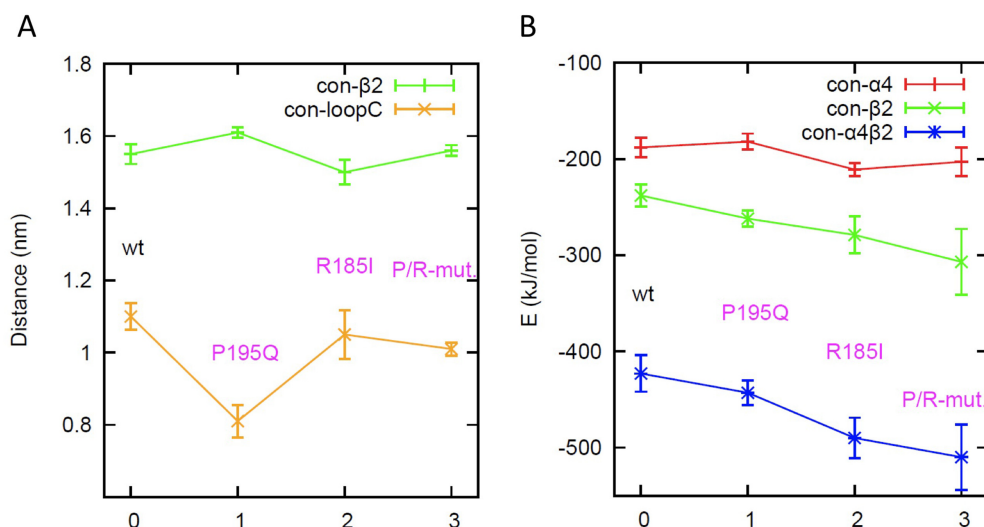 A
1.8
1.6
1.4
1.2
1
0.8
Distance (nm)
con-β2
con-loopC
wt
P195Q
R185I
P/R-mut.
0 1 2 3
B
-100
-200
-300
-400
-500
E (kJ/mol)
con-α4
con-β2
con-α4β2
wt
P195Q
R185I
P/R-mut.
0 1 2 3